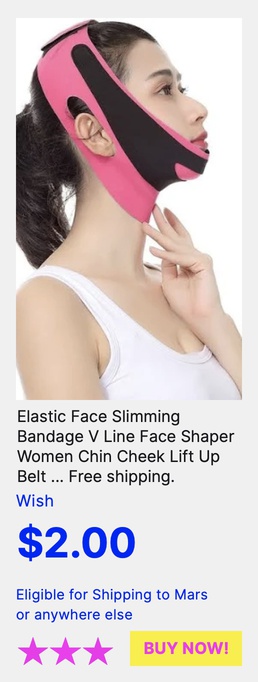 Elastic Face Slimming
Bandage V Line Face Shaper
Women Chin Cheek Lift Up
Belt ... Free shipping.
Wish
$2.00
Eligible for Shipping to Mars
or anywhere else
BUY NOW!